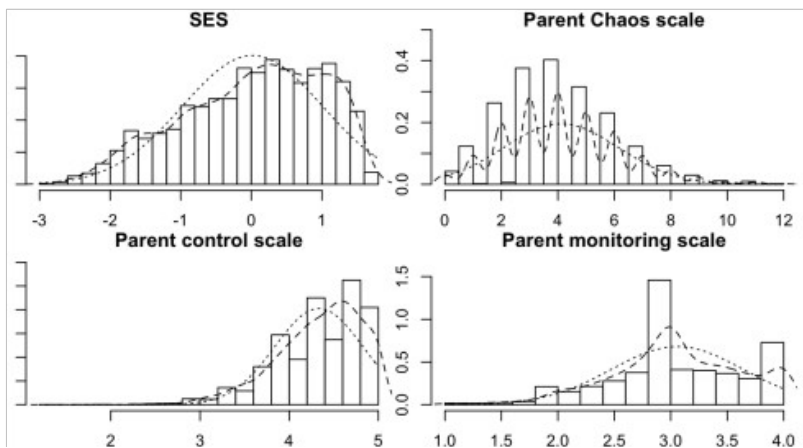 SES
-3 -2 -1 0 1
Parent Chaos scale
0.0 0.2 0.4
0 2 4 6 8 10 12
Parent control scale
2 3 4 5
Parent monitoring scale
0.0 0.5 1.0 1.5
1.0 1.5 2.0 2.5 3.0 3.5 4.0